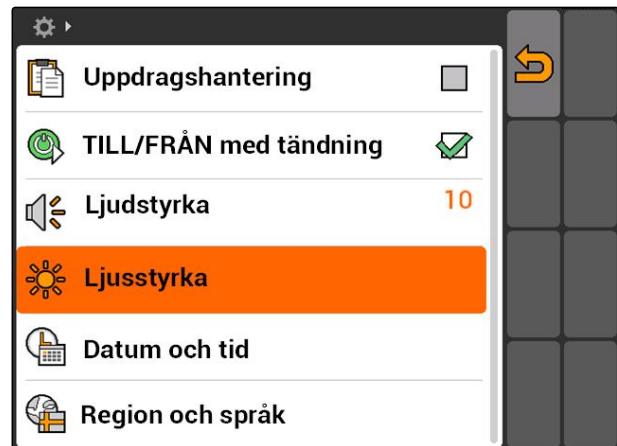 Uppdragshantering
TILL/FRÅN med tändning
Ljudstyrka 10
Ljusstyrka
Datum och tid
Region och språk